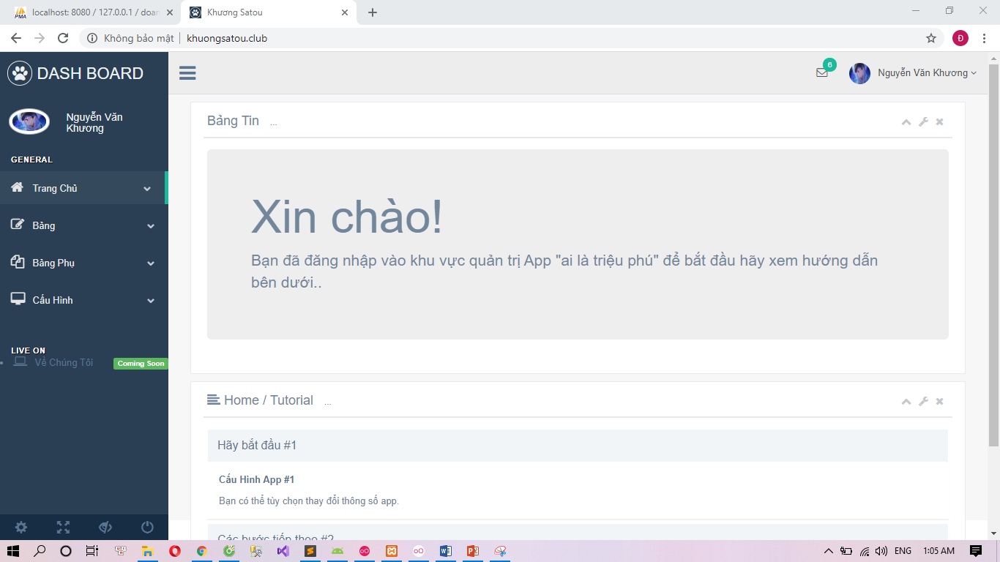 localhost: 8080 / 127.0.0.1 / doan
Khương Satou
Không bảo mật
khuongsatou.club
Đ
DASH BOARD
6
Nguyễn Văn Khương
Nguyễn Văn
Khương
GENERAL
Trang Chủ
Bảng
Bảng Phụ
Cấu Hình
LIVE ON
Về Chúng Tôi
Coming Soon
Bảng Tin ...
Xin chào!
Bạn đã đăng nhập vào khu vực quản trị App "ai là triệu phú" để bắt đầu hãy xem hướng dẫn
bên dưới..
Home / Tutorial ...
Hãy bắt đầu #1
Cấu Hình App #1
Bạn có thể tùy chọn thay đổi thông số app.
Các bước tiếp theo #2
ENG
1:05 AM